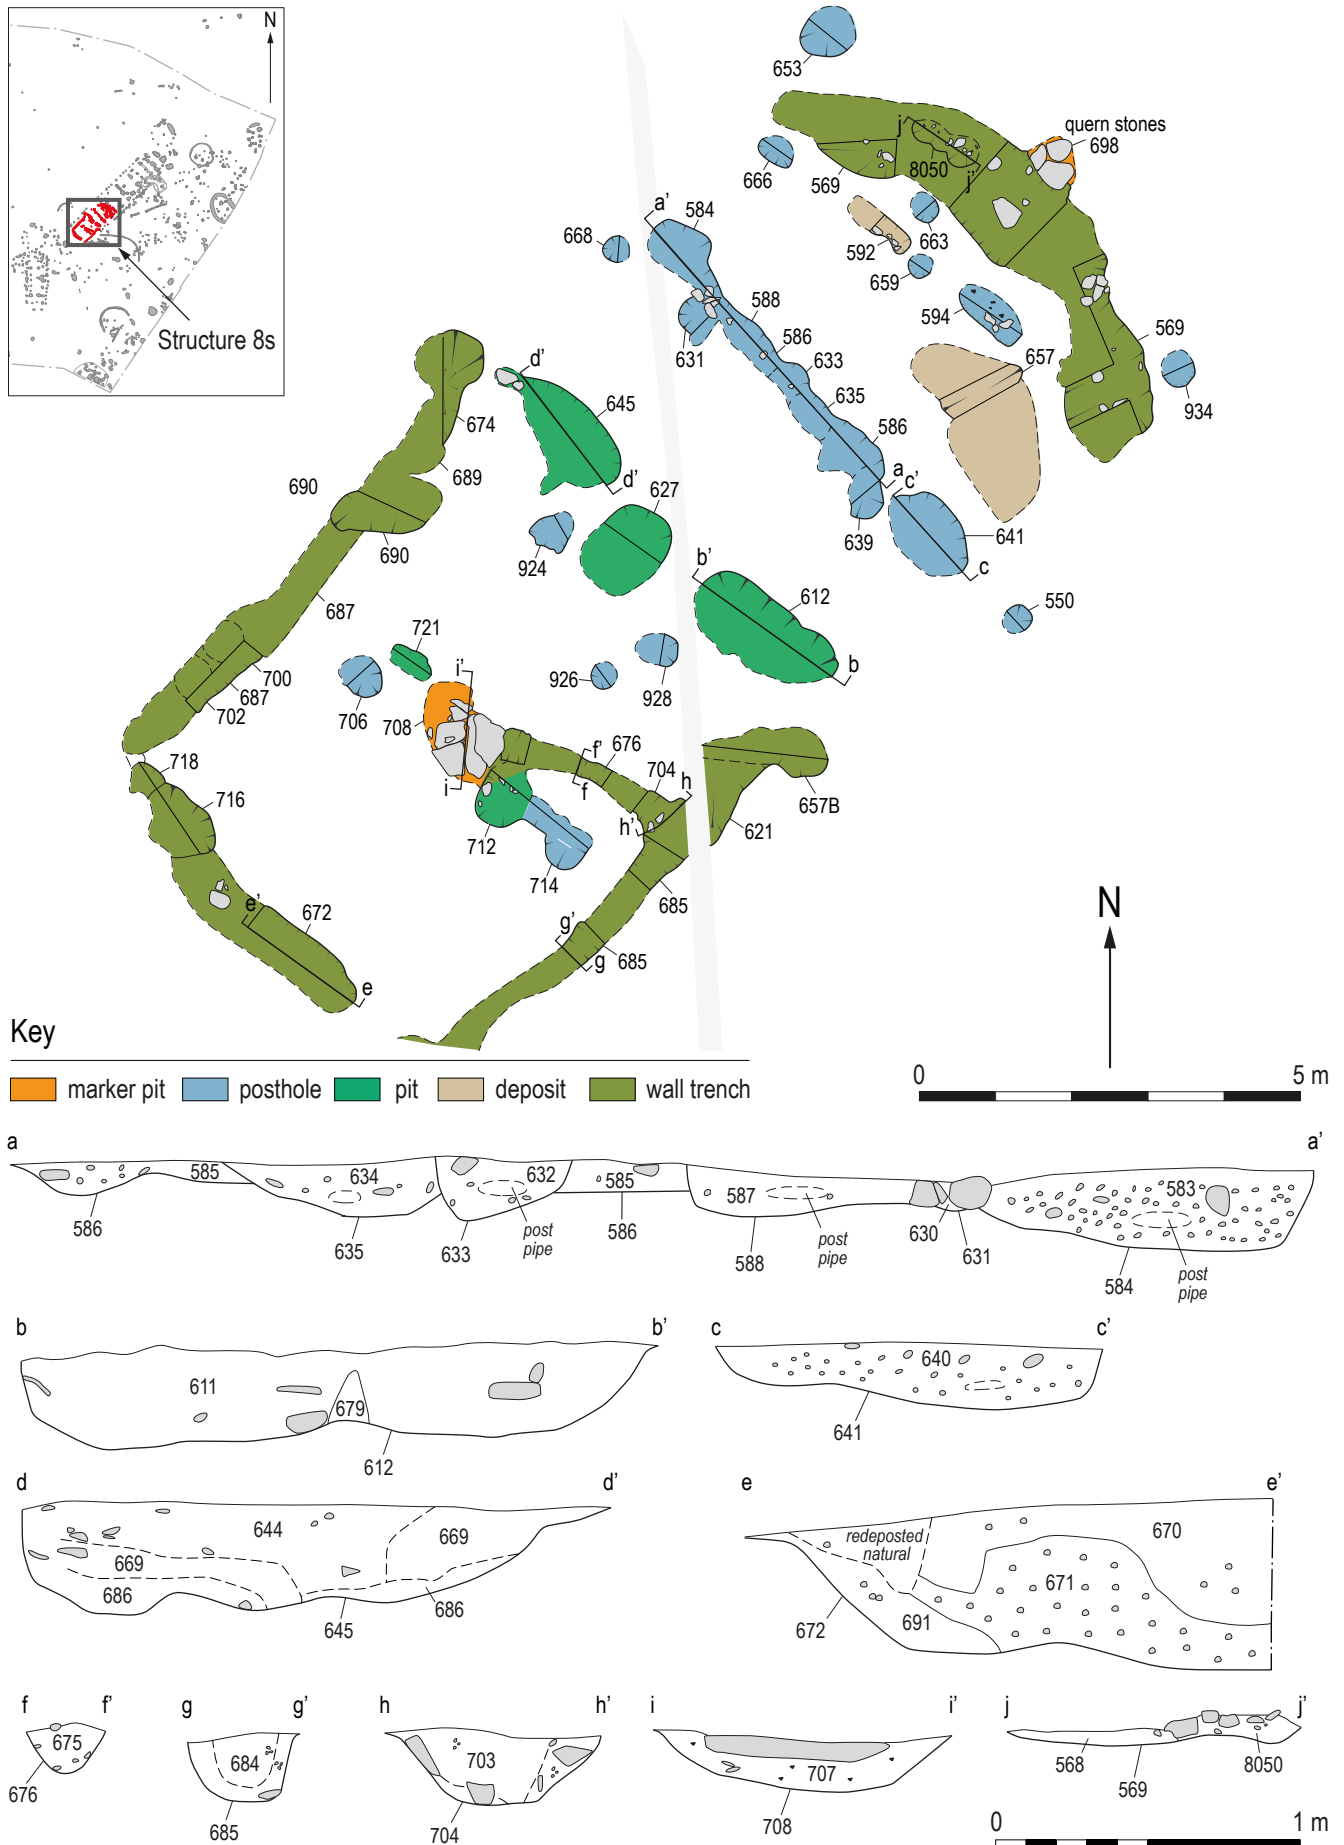 N
Structure 8s
653
quern stones
698
666
569
8050
j
j'
a'
584
668
592
663
659
588
586
594
631
633
635
657
569
934
d'
645
674
586
a
c'
689
d'
690
627
639
641
690
924
b'
c
612
550
687
721
i'
b
700
687
926
928
702
706
708
f'
676
704
h
718
716
i
f
657B
h'
621
712
714
685
e'
672
g'
685
g
e
N
Key
marker pit
posthole
pit
deposit
wall trench
0
5 m
a
a'
585
634
632
585
587
583
586
635
633
post
pipe
586
588
post
pipe
630
631
584
post
pipe
b
b'
c
c'
611
679
640
612
641
d
d'
e
e'
644
669
669
686
686
645
redeposted
natural
670
671
691
672
f
f'
g
g'
h
h'
i
i'
j
j'
675
684
703
707
568
569
8050
676
685
704
708
0
1 m